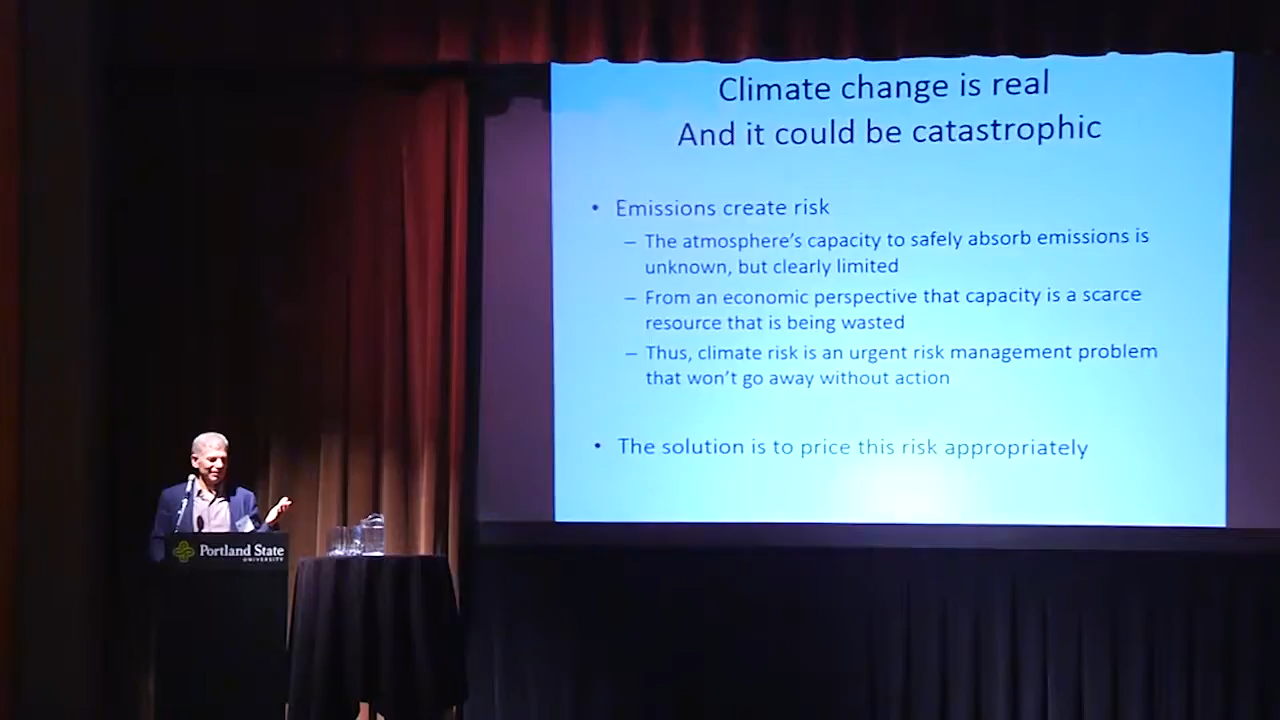 Climate change is real
And it could be catastrophic
• Emissions create risk
– The atmosphere's capacity to safely absorb emissions is
unknown, but clearly limited
– From an economic perspective that capacity is a scarce
resource that is being wasted
– Thus, climate risk is an urgent risk management problem
that won't go away without action
• The solution is to price this risk appropriately
Portland State
UNIVERSITY